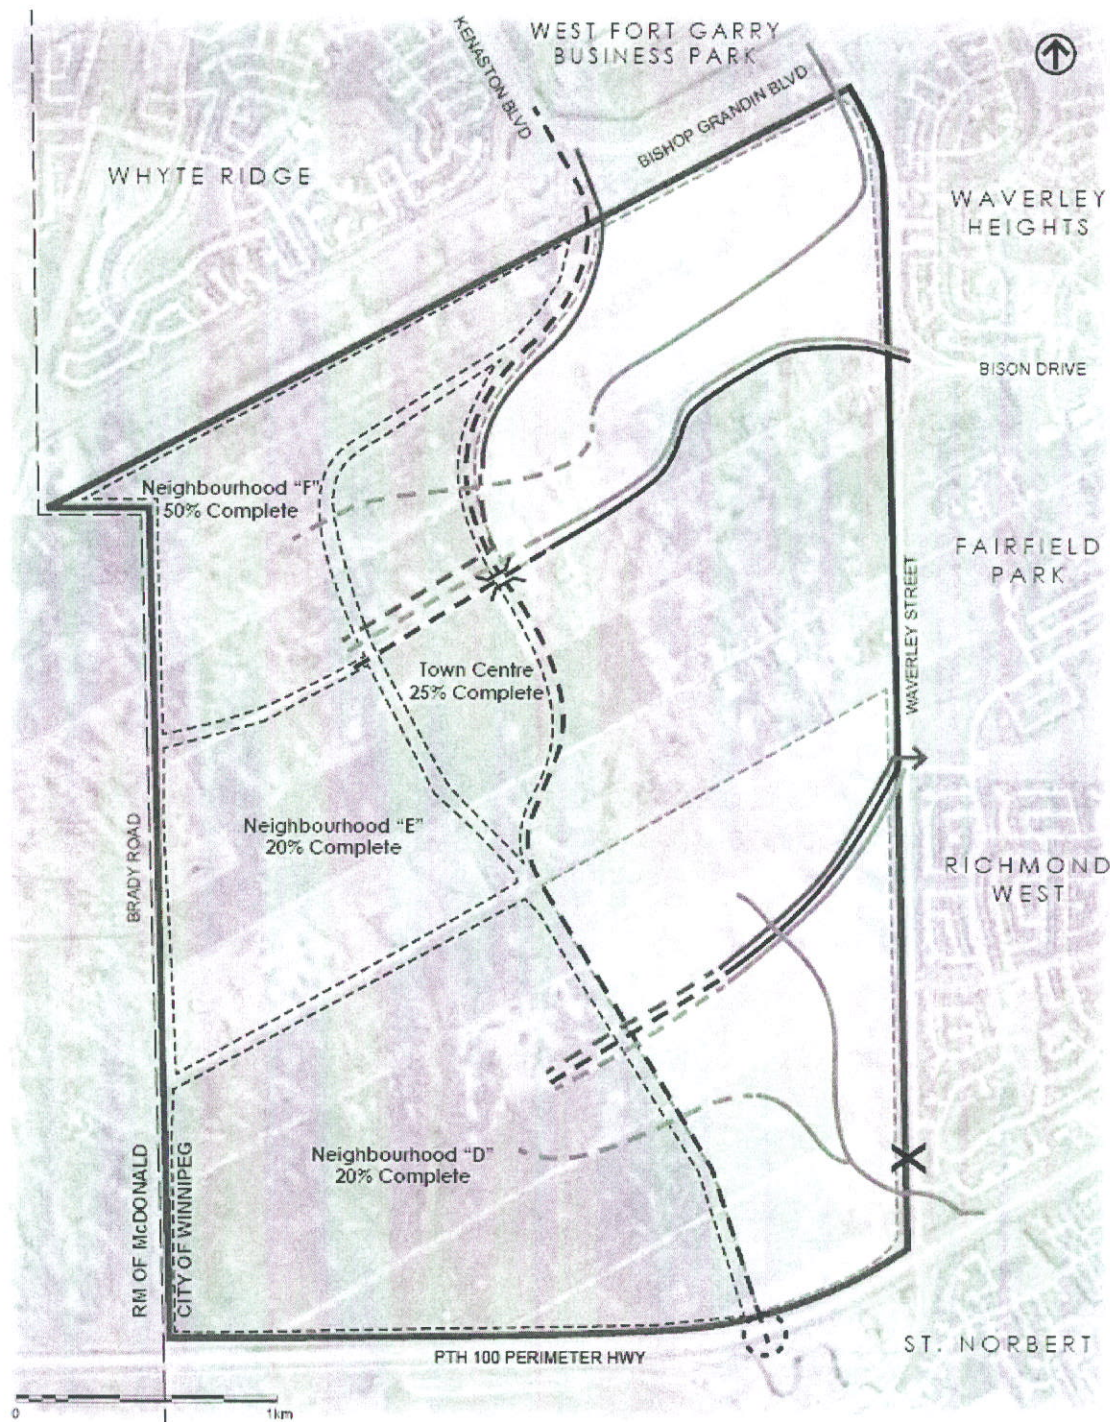 WEST FORT GARRY
BUSINESS PARK
KENASTON BLVD
BISHOP GRANDIN BLVD
WHYTE RIDGE
WAVERLEY
HEIGHTS
BISON DRIVE
Neighbourhood "F"
50% Complete
FAIRFIELD
PARK
WAVERLEY STREET
Town Centre
25% Complete
Neighbourhood "E"
20% Complete
BRADY ROAD
RICHMOND
WEST
Neighbourhood "D"
20% Complete
RM OF McDONALD
CITY OF WINNIPEG
ST. NORBERT
PTH 100 PERIMETER HWY
0 1km